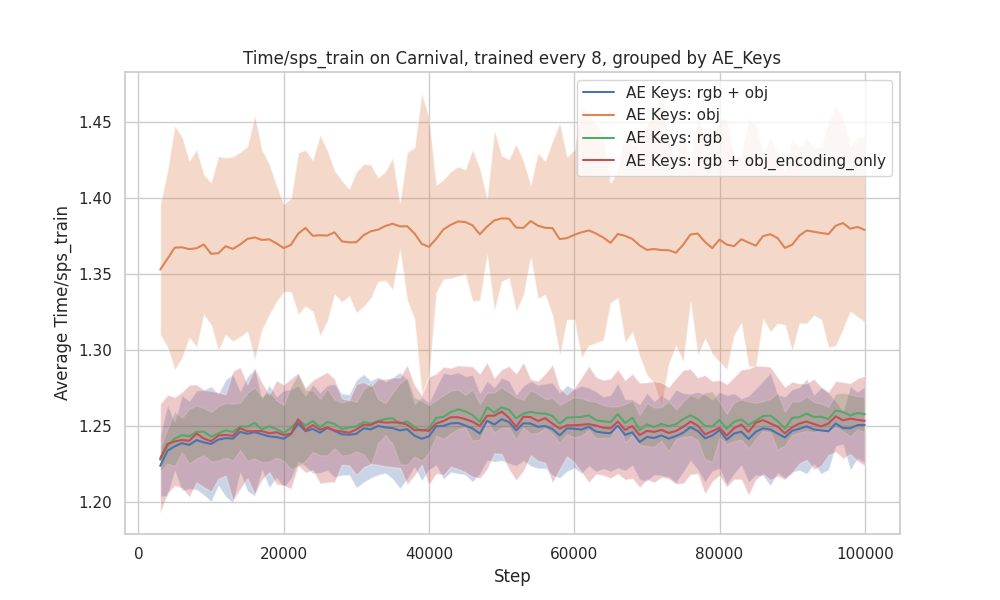 Time/sps_train on Carnival, trained every 8, grouped by AE_Keys
AE Keys: rgb + obj
AE Keys: obj
AE Keys: rgb
AE Keys: rgb + obj_encoding_only
Average Time/sps_train
1.45
1.40
1.35
1.30
1.25
1.20
0 20000 40000 60000 80000 100000
Step